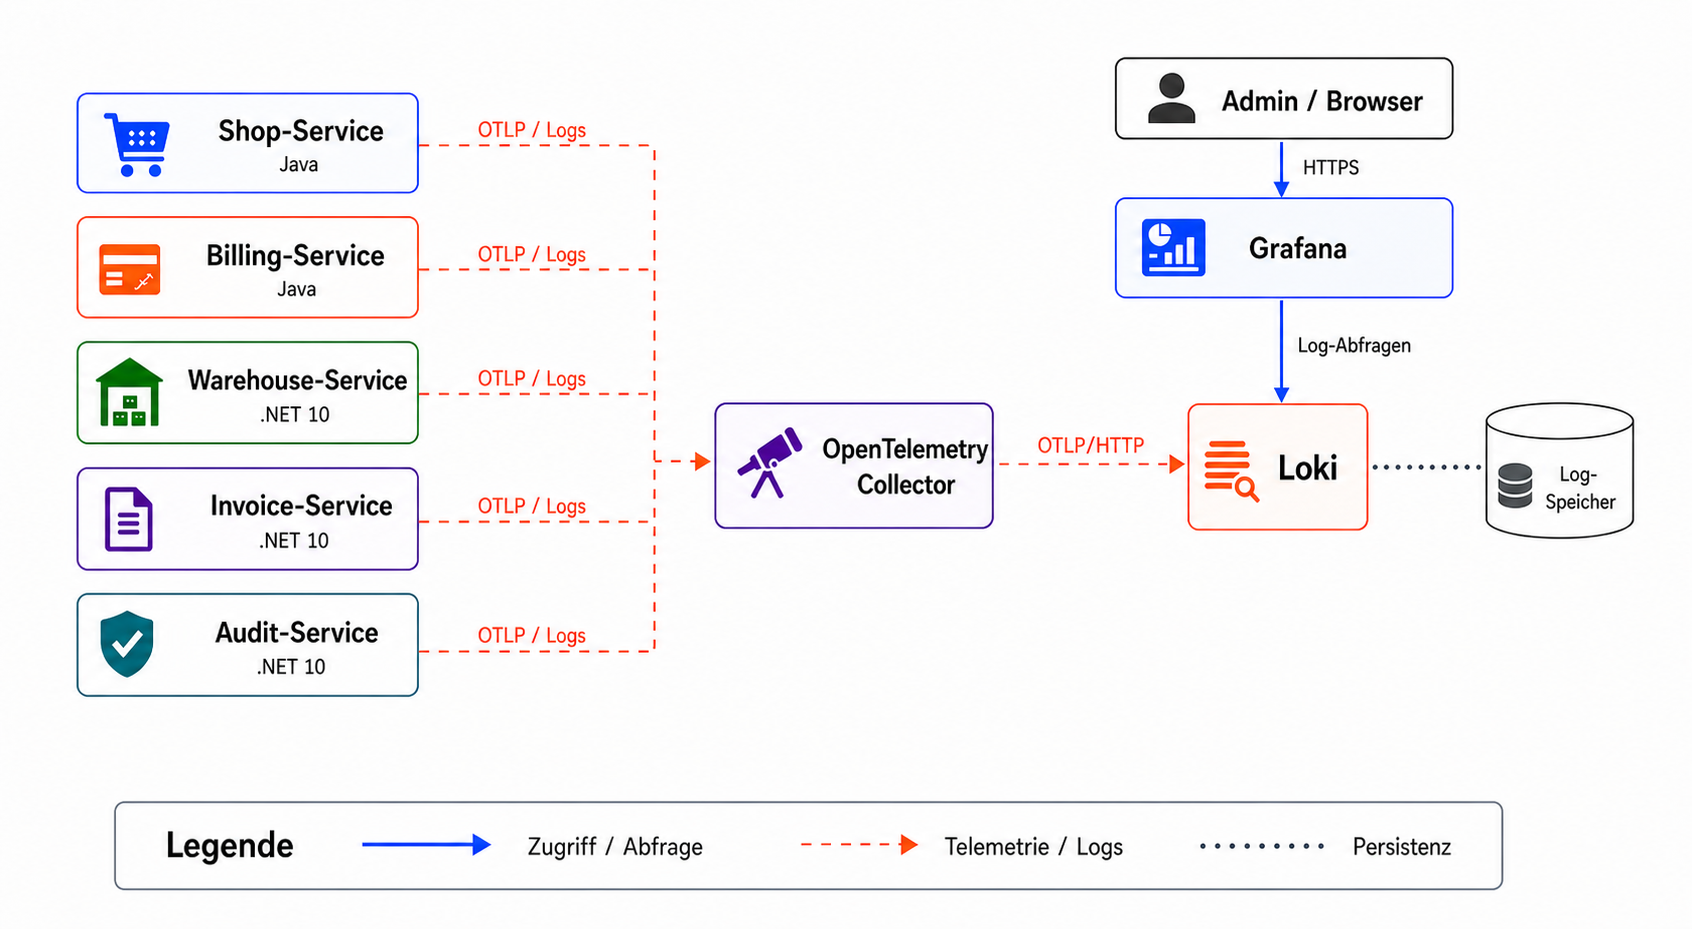 Shop-Service
Java
OTLP / Logs
Billing-Service
Java
OTLP / Logs
Warehouse-Service
.NET 10
OTLP / Logs
Invoice-Service
.NET 10
OTLP / Logs
Audit-Service
.NET 10
OTLP / Logs
OpenTelemetry
Collector
OTLP/HTTP
Admin / Browser
HTTPS
Grafana
Log-Abfragen
Loki
Log-
Speicher
Legende
Zugriff / Abfrage
Telemetrie / Logs
Persistenz